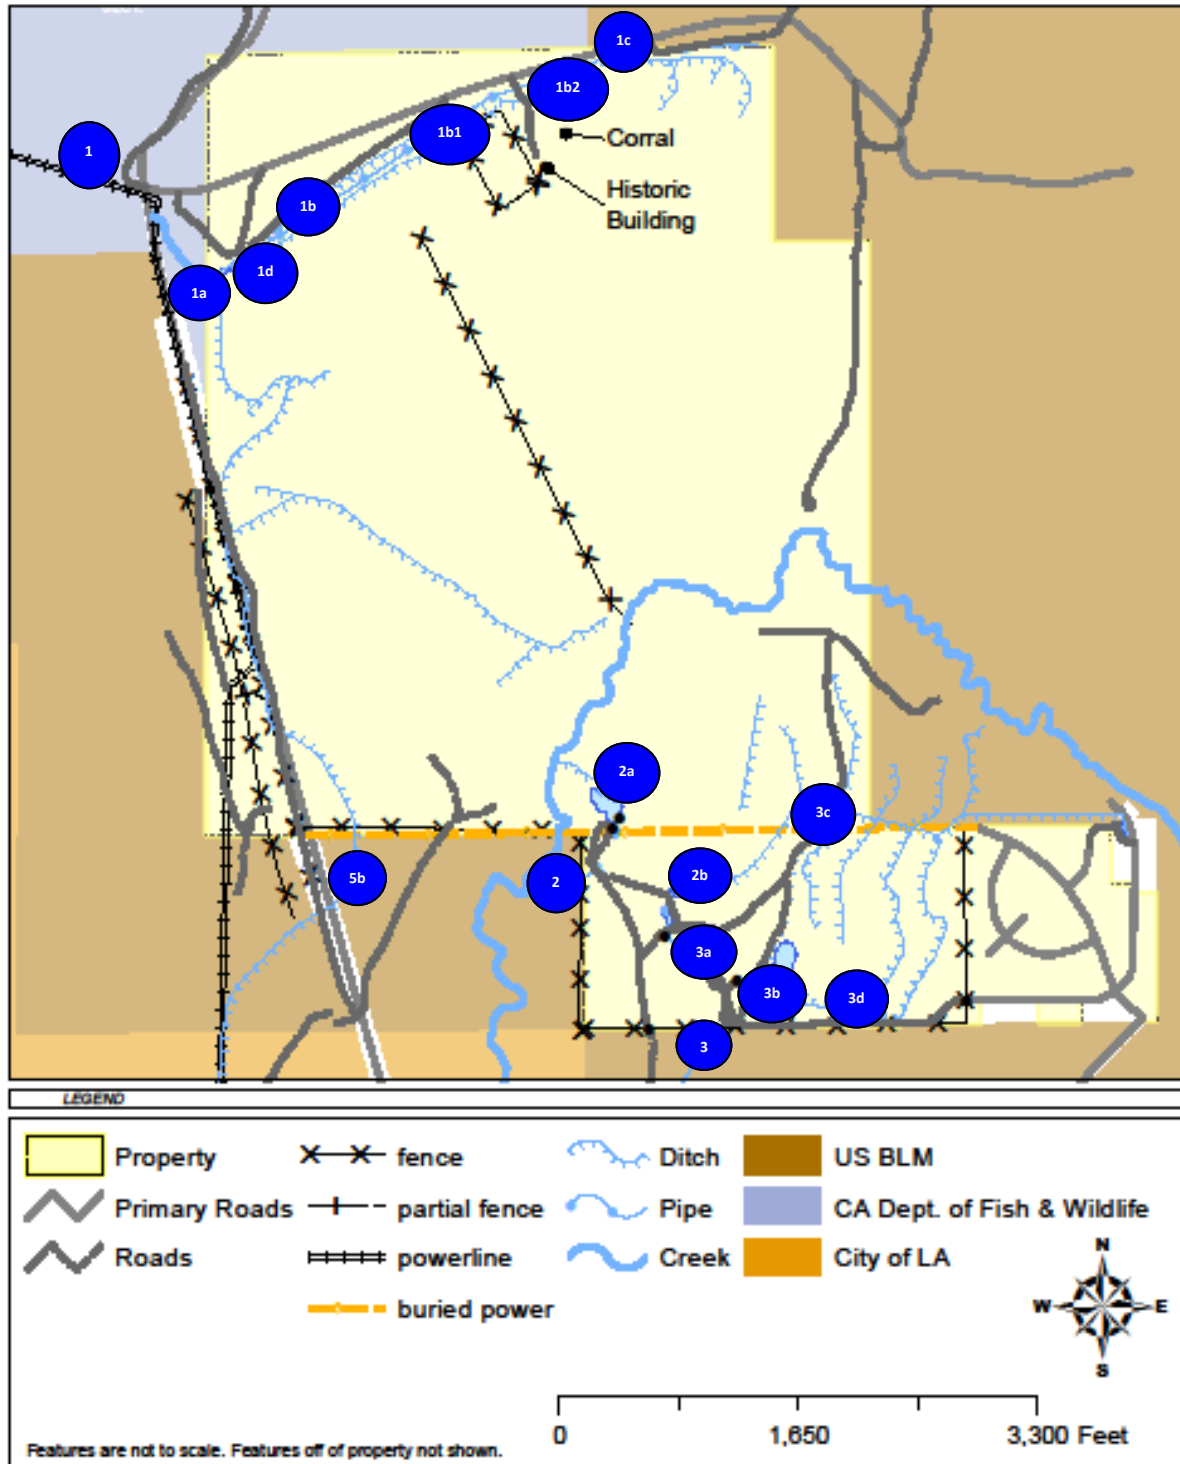 1c
1b2
1b1
1
Corral
1b
Historic
Building
1d
1a
2a
3c
5b
2
2b
3a
3b
3d
3
LEGEND
Property
fence
Ditch
US BLM
Primary Roads
partial fence
Pipe
CA Dept. of Fish & Wildlife
Roads
powerline
Creek
City of LA
buried power
N
W
E
S
0
1,650
3,300 Feet
Features are not to scale. Features off of property not shown.